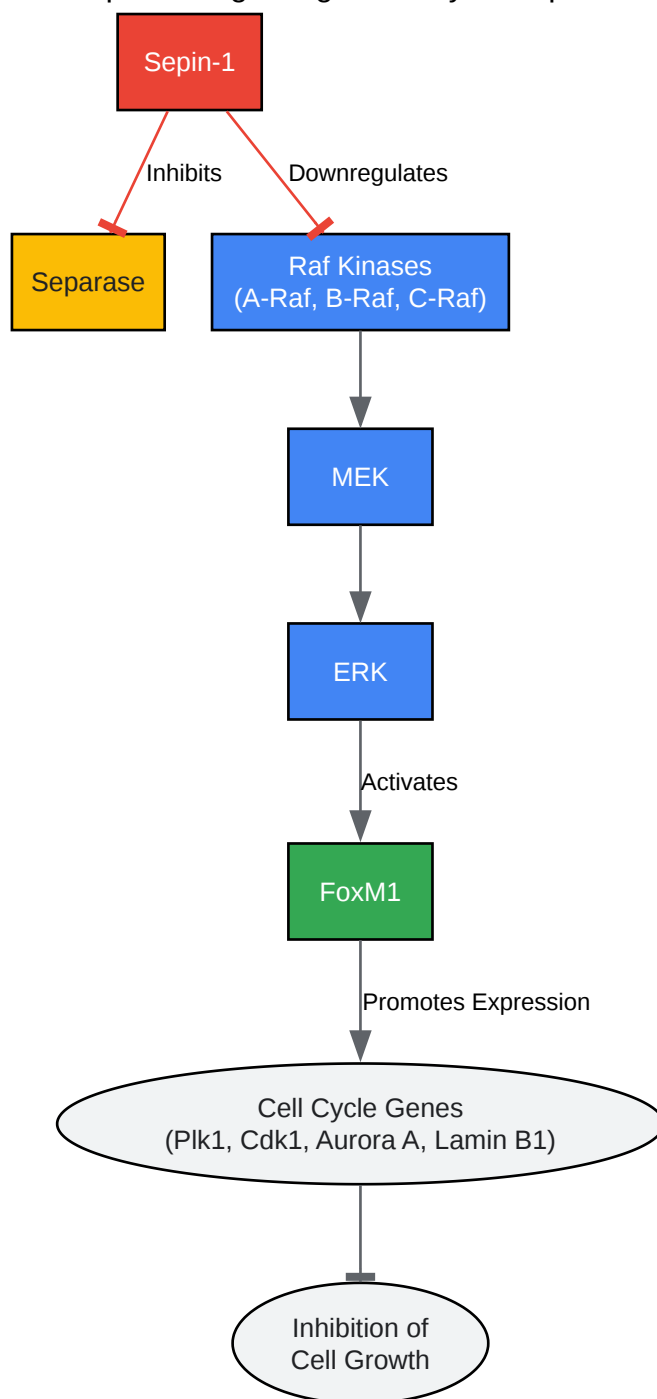 Sepin-1
Inhibits
Downregulates
Separase
Raf Kinases
(A-Raf, B-Raf, C-Raf)
MEK
ERK
Activates
FoxM1
Promotes Expression
Cell Cycle Genes
(Plk1, Cdk1, Aurora A, Lamin B1)
Inhibition of
Cell Growth